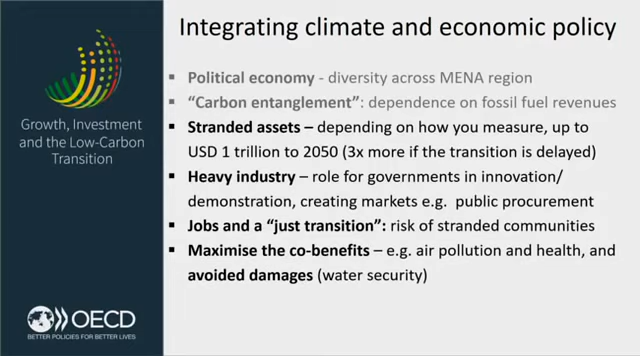 Integrating climate and economic policy
Growth, Investment
and the Low-Carbon
Transition
▪ Political economy - diversity across MENA region
▪ “Carbon entanglement”: dependence on fossil fuel revenues
▪ Stranded assets – depending on how you measure, up to
USD 1 trillion to 2050 (3x more if the transition is delayed)
▪ Heavy industry – role for governments in innovation/
demonstration, creating markets e.g. public procurement
▪ Jobs and a “just transition”: risk of stranded communities
▪ Maximise the co-benefits – e.g. air pollution and health, and
avoided damages (water security)
OECD
BETTER POLICIES FOR BETTER LIVES